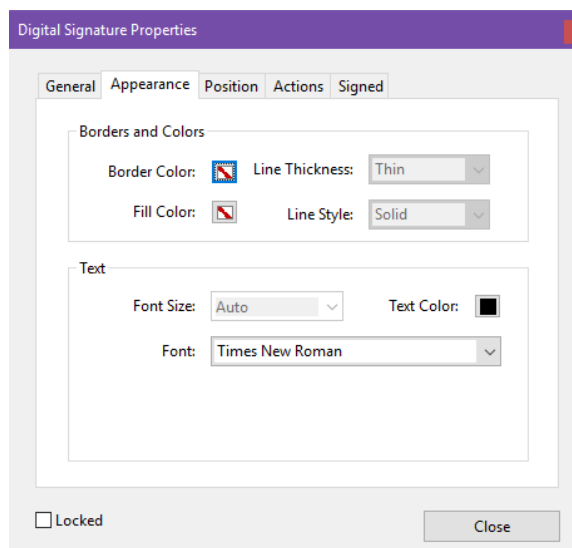 Digital Signature Properties
General Appearance Position Actions Signed
Borders and Colors
Border Color: Line Thickness: Thin
Fill Color: Line Style: Solid
Text
Font Size: Auto Text Color:
Font: Times New Roman
Locked
Close